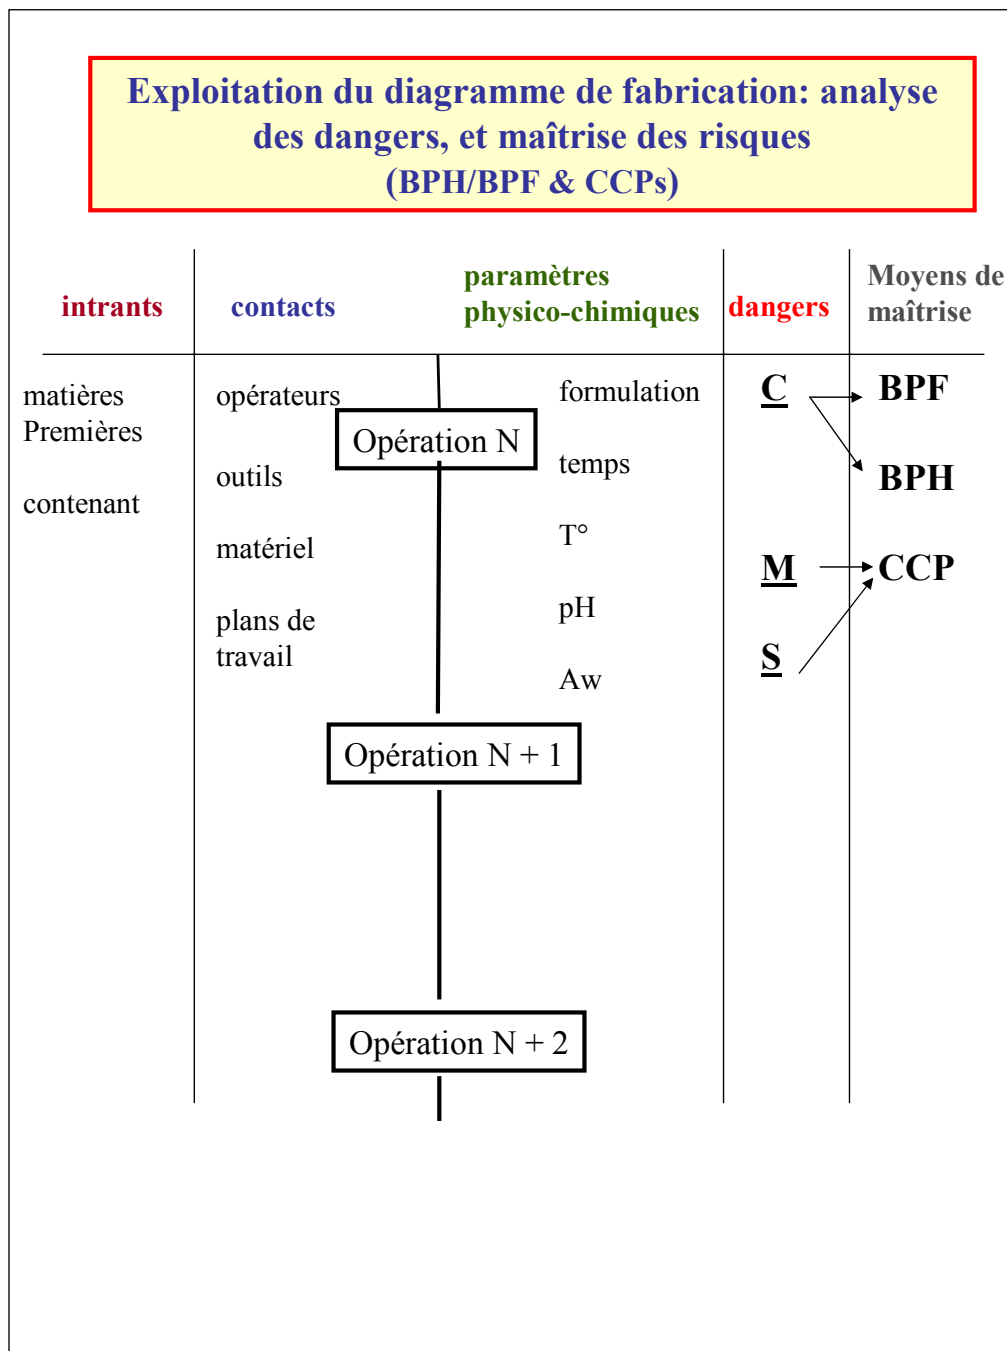 Exploitation du diagramme de fabrication: analyse
des dangers, et maîtrise des risques
(BPH/BPF & CCPs)
intrants
contacts
paramètres
physico-chimiques
dangers
Moyens de
maîtrise
matières
Premières
contenant
opérateurs
outils
matériel
plans de
travail
Opération N
Opération N + 1
Opération N + 2
formulation
temps
T°
pH
Aw
C
M
S
BPF
BPH
CCP